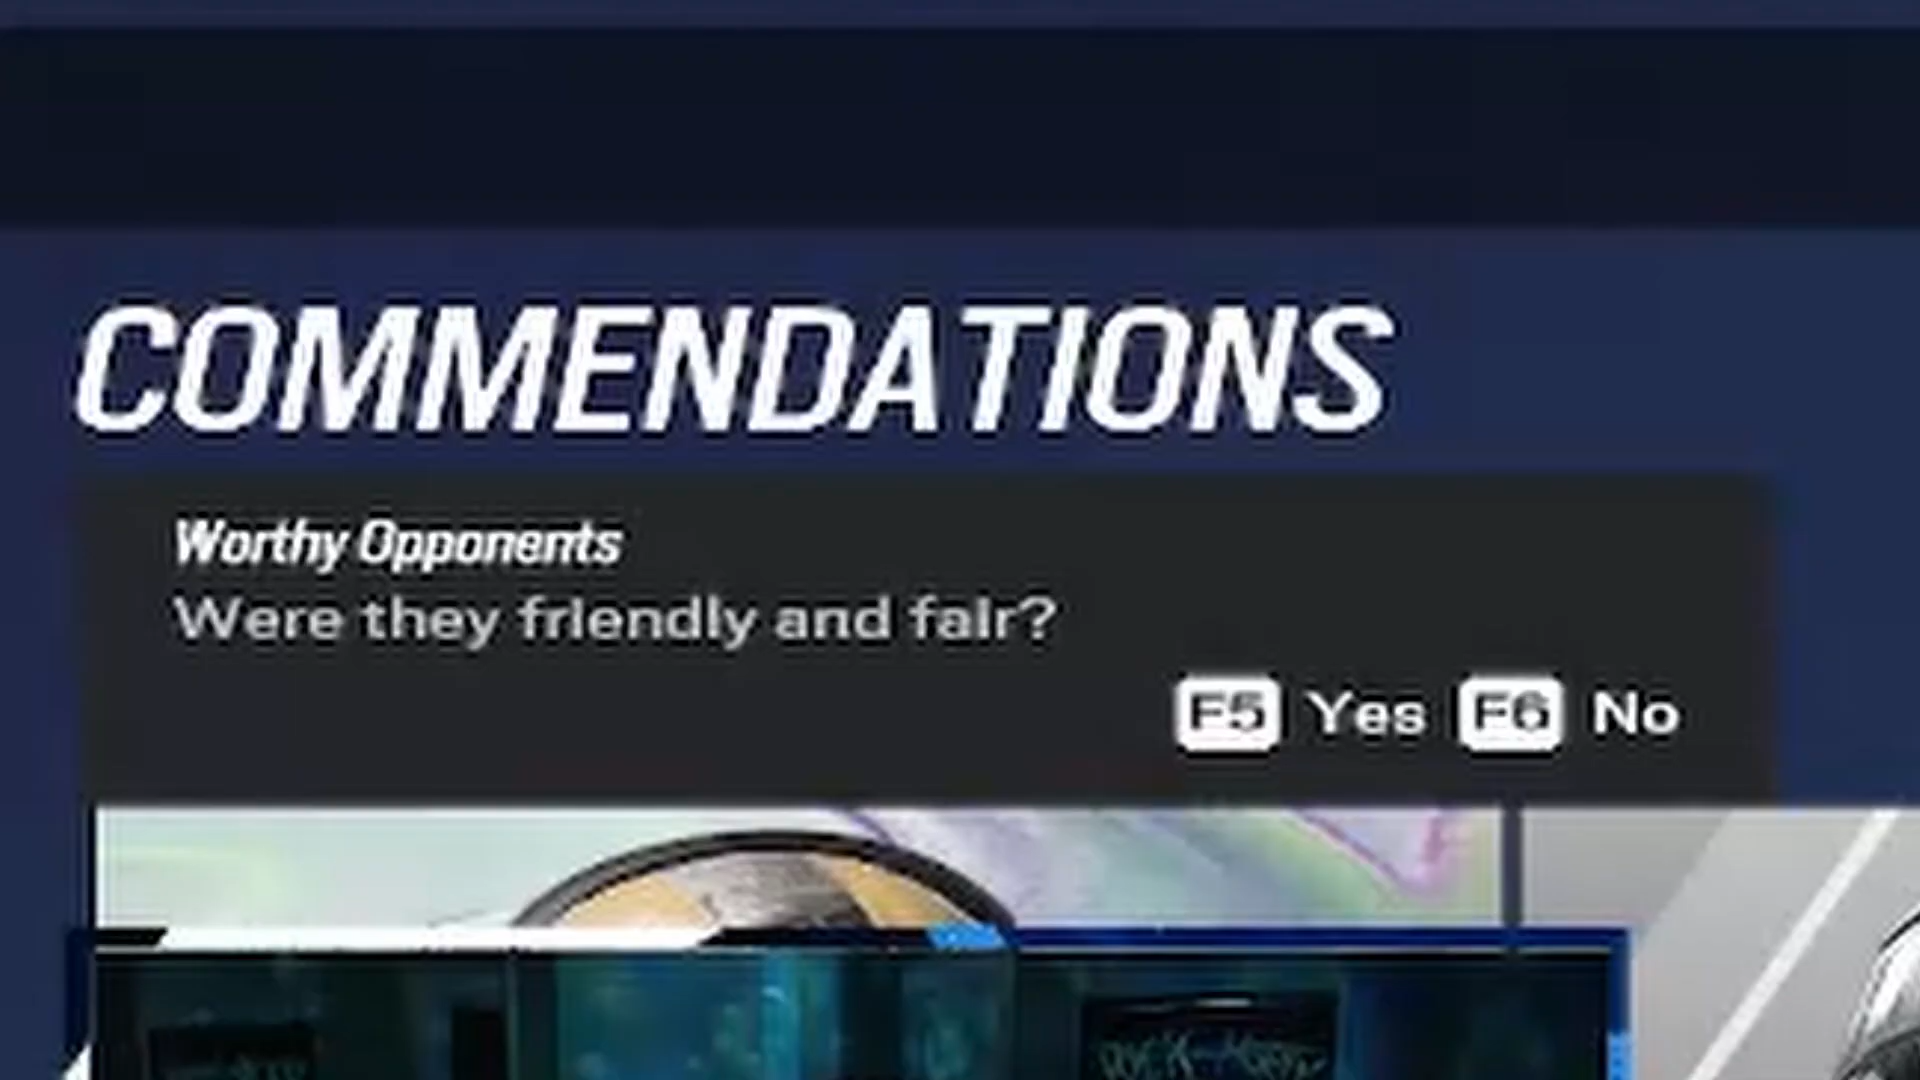 COMMENDATIONS
Worthy Opponents
Were they friendly and fair?
F5 Yes F6 No